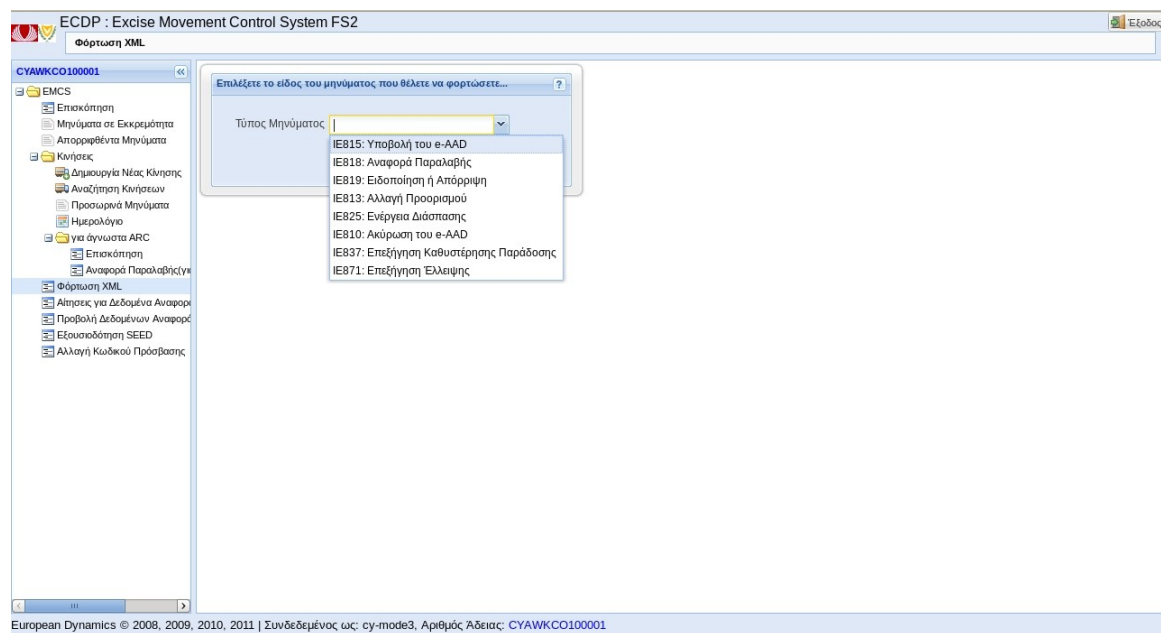 ECDP : Excise Movement Control System FS2
Έξοδος
Φόρτωση XML
CYAWKCO100001
EMCS
Επισκόπηση
Μηνύματα σε Εκκρεμότητα
Απορριφθέντα Μηνύματα
Κινήσεις
Δημιουργία Νέας Κίνησης
Αναζήτηση Κινήσεων
Προσωρινά Μηνύματα
Ημερολόγιο
για άγνωστα ARC
Επισκόπηση
Αναφορά Παραλαβής(για
Φόρτωση XML
Αίτησεις για Δεδομένα Αναφορά
Προβολή Δεδομένων Αναφορά
Εξουσιοδότηση SEED
Αλλαγή Κωδικού Πρόσβασης
Επιλέξετε το είδος του μηνύματος που θέλετε να φορτώσετε...
Τύπος Μηνύματος
IE815: Υποβολή του e-AAD
IE818: Αναφορά Παραλαβής
IE819: Ειδοποίηση ή Απόρριψη
IE813: Αλλαγή Προορισμού
IE825: Ενέργεια Διάσπασης
IE810: Ακύρωση του e-AAD
IE837: Επεξήγηση Καθυστέρησης Παράδοσης
IE871: Επεξήγηση Έλλειψης
European Dynamics © 2008, 2009, 2010, 2011 | Συνδεδεμένος ως: cy-mode3, Αριθμός Άδειας: CYAWKCO100001